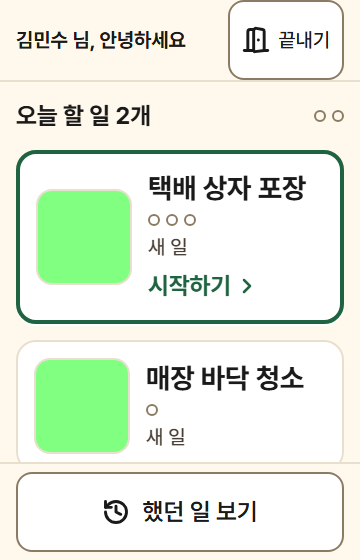 김민수 님, 안녕하세요
끝내기
오늘 할 일 2개
택배 상자 포장
새 일
시작하기
매장 바닥 청소
새 일
했던 일 보기